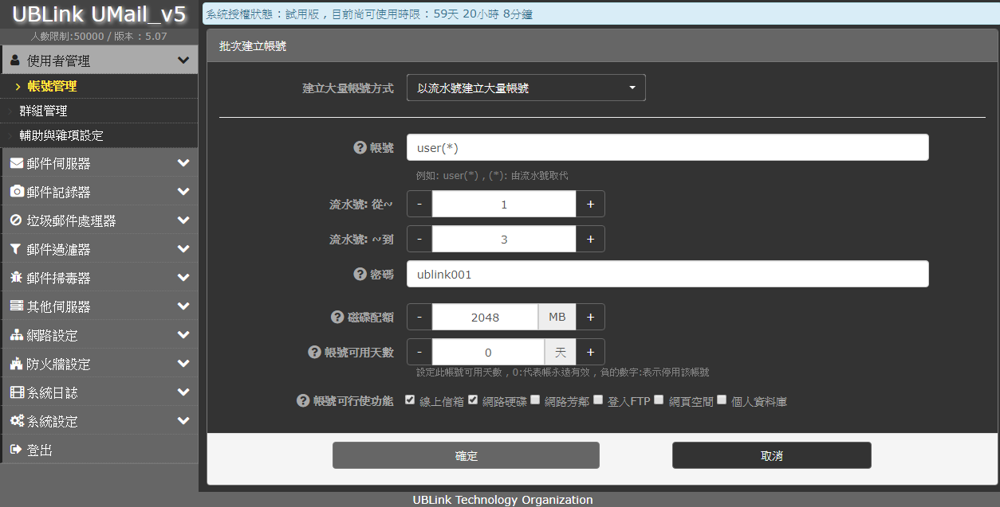 UBLink UMail_v5
人數限制:50000 / 版本 : 5.07
使用者管理
帳號管理
群組管理
輔助與雜項設定
郵件伺服器
郵件記錄器
垃圾郵件處理器
郵件過濾器
郵件掃毒器
其他伺服器
網路設定
防火牆設定
系統日誌
系統設定
登出
系統授權狀態 : 試用版 , 目前尚可使用時限 : 59天 20小時 8分鐘
批次建立帳號
建立大量帳號方式 以流水號建立大量帳號
帳號 user(*)
例如: user(*) , (*): 由流水號取代
流水號: 從~ - 1 +
流水號: ~到 - 3 +
密碼 ublink001
磁碟配額 - 2048 MB +
帳號可用天數 - 0 天 +
設定此帳號可用天數 , 0:代表帳永遠有效 , 負的數字:表示停用該帳號
帳號可行使功能 線上信箱 網路硬碟 網路芳鄰 登入FTP 網頁空間 個人資料庫
確定 取消
UBLink Technology Organization